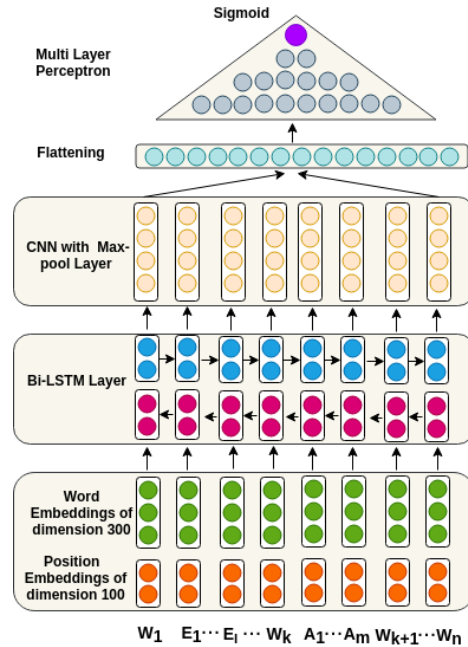 Sigmoid
Multi Layer
Perceptron
Flattening
CNN with Max-
pool Layer
Bi-LSTM Layer
Word
Embeddings of
dimension 300
Position
Embeddings of
dimension 100
W1 E1... El ... Wk A1... Am Wk+1 ...Wn